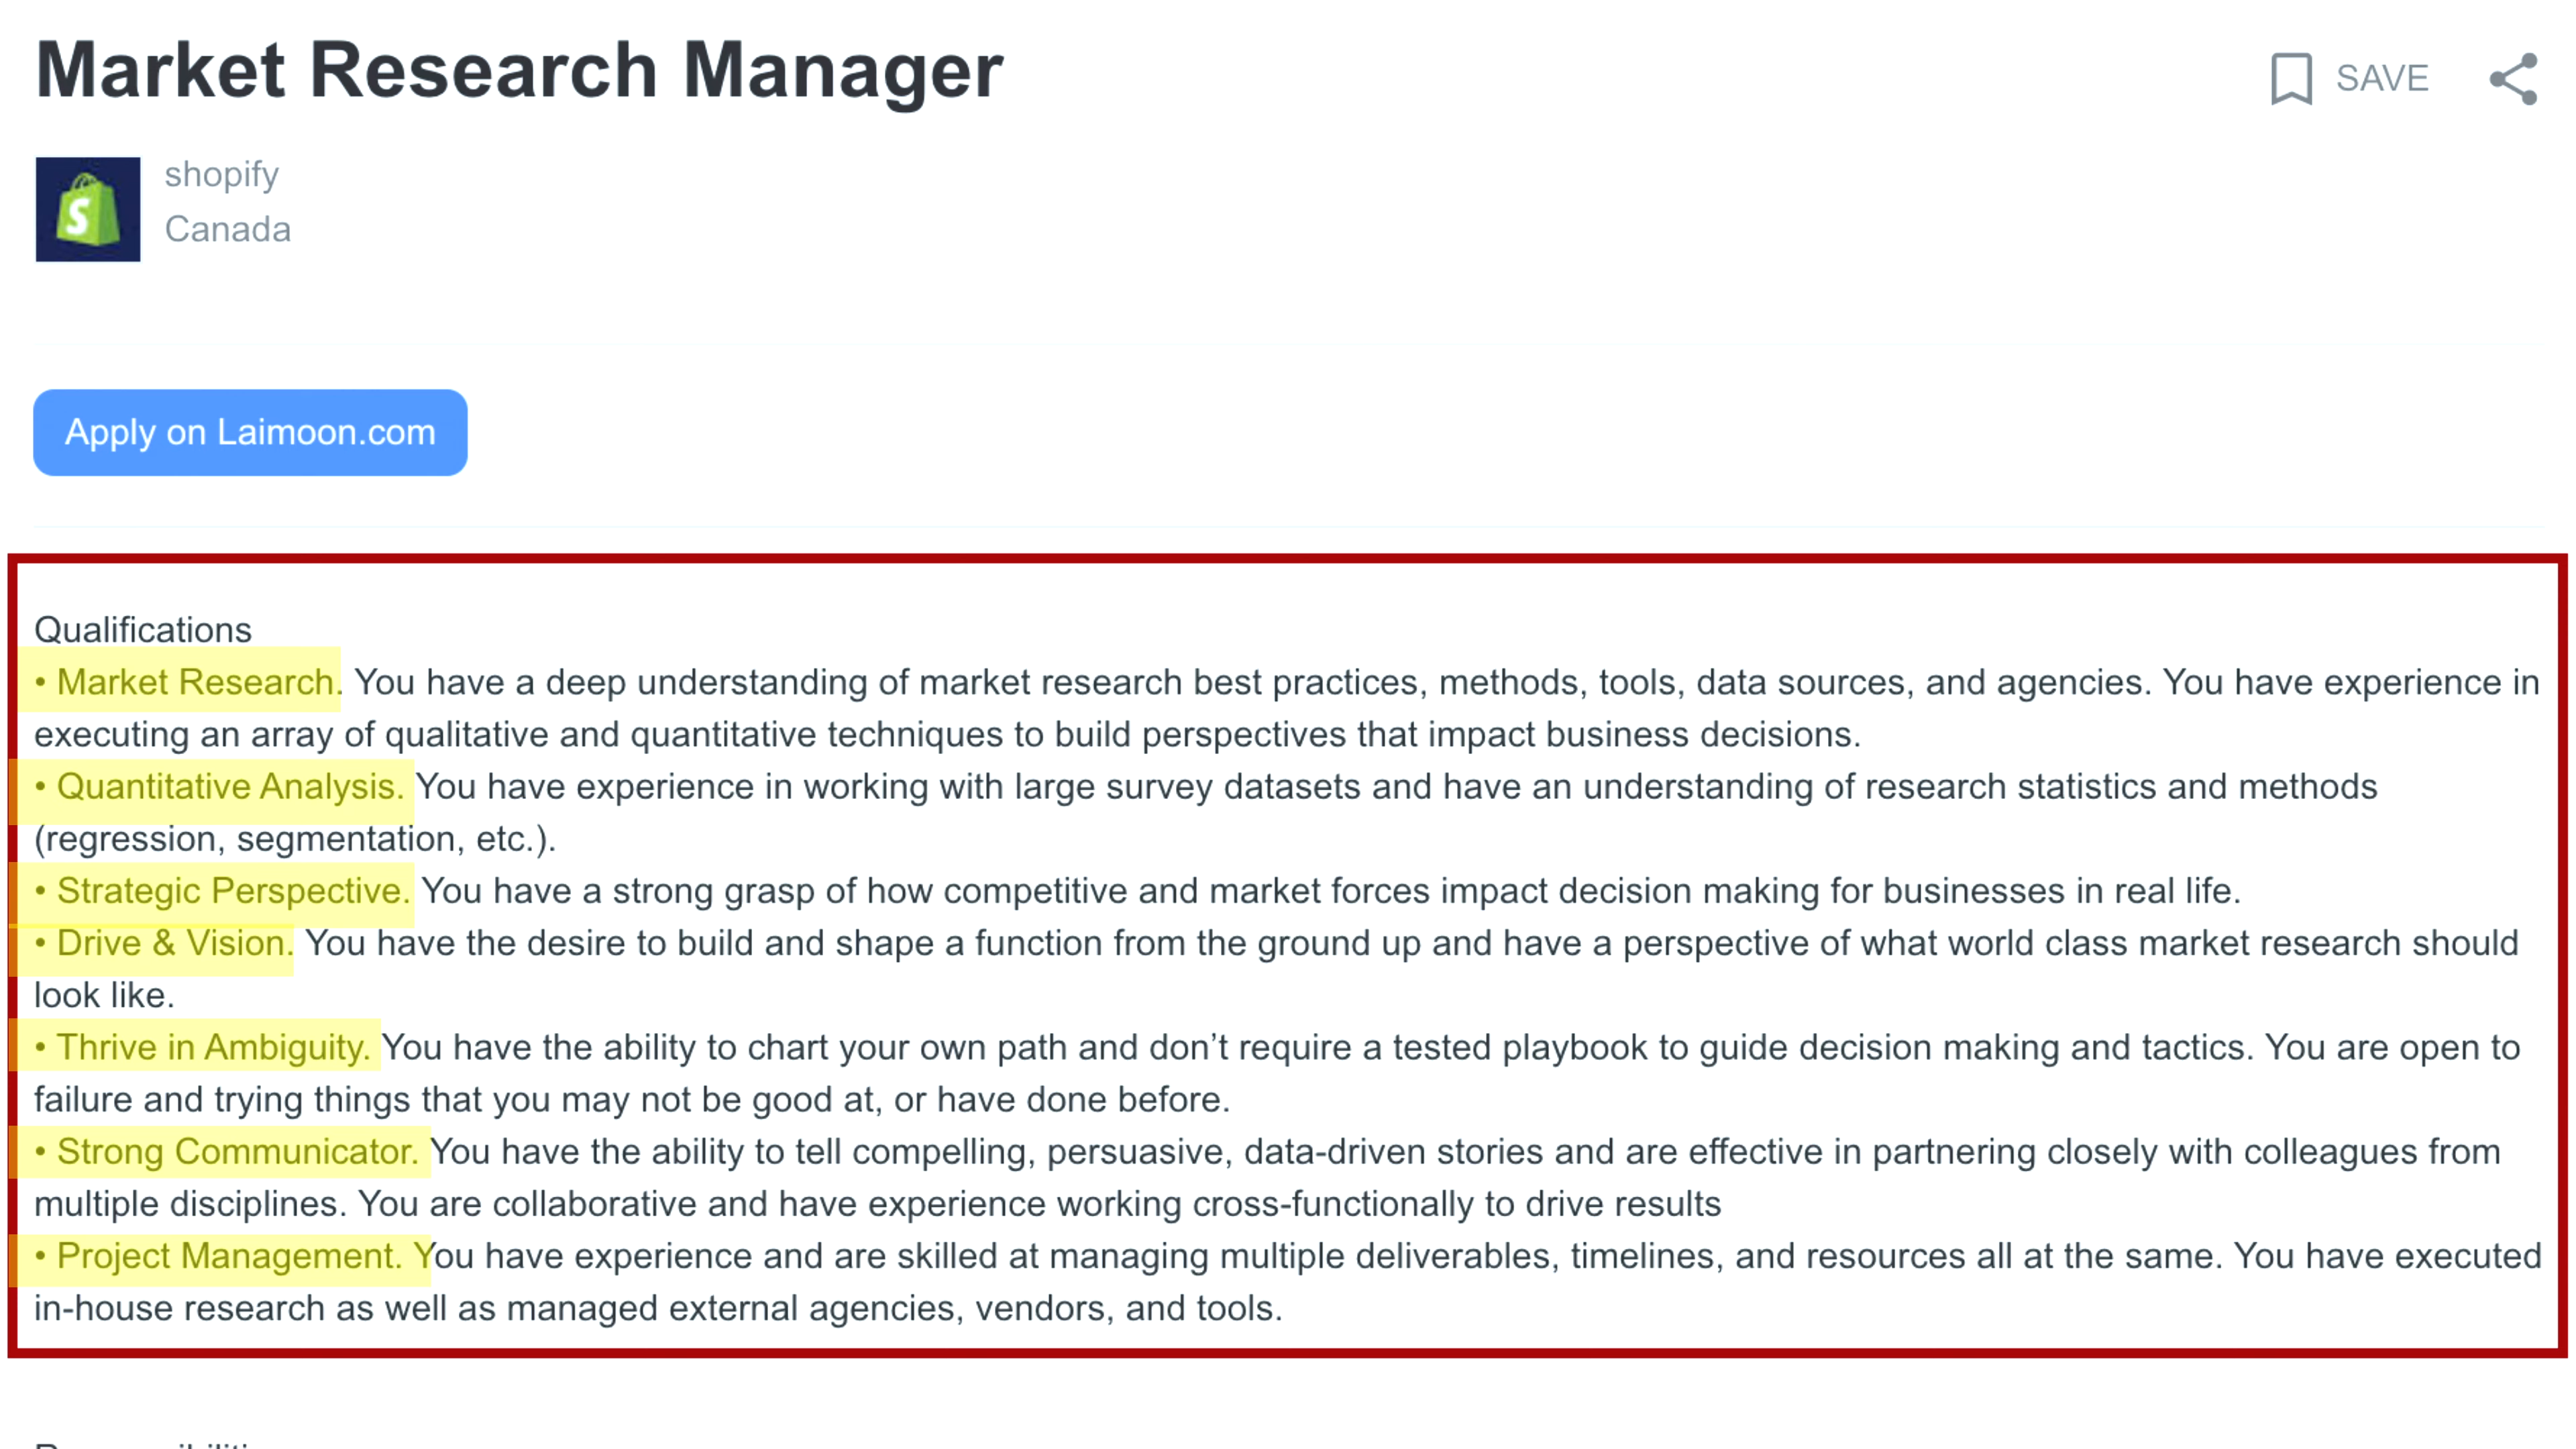 Market Research Manager
SAVE
shopify
Canada
Apply on Laimoon.com
Qualifications
• Market Research. You have a deep understanding of market research best practices, methods, tools, data sources, and agencies. You have experience in
executing an array of qualitative and quantitative techniques to build perspectives that impact business decisions.
• Quantitative Analysis. You have experience in working with large survey datasets and have an understanding of research statistics and methods
(regression, segmentation, etc.).
• Strategic Perspective. You have a strong grasp of how competitive and market forces impact decision making for businesses in real life.
• Drive & Vision. You have the desire to build and shape a function from the ground up and have a perspective of what world class market research should
look like.
• Thrive in Ambiguity. You have the ability to chart your own path and don’t require a tested playbook to guide decision making and tactics. You are open to
failure and trying things that you may not be good at, or have done before.
• Strong Communicator. You have the ability to tell compelling, persuasive, data-driven stories and are effective in partnering closely with colleagues from
multiple disciplines. You are collaborative and have experience working cross-functionally to drive results
• Project Management. You have experience and are skilled at managing multiple deliverables, timelines, and resources all at the same. You have executed
in-house research as well as managed external agencies, vendors, and tools.